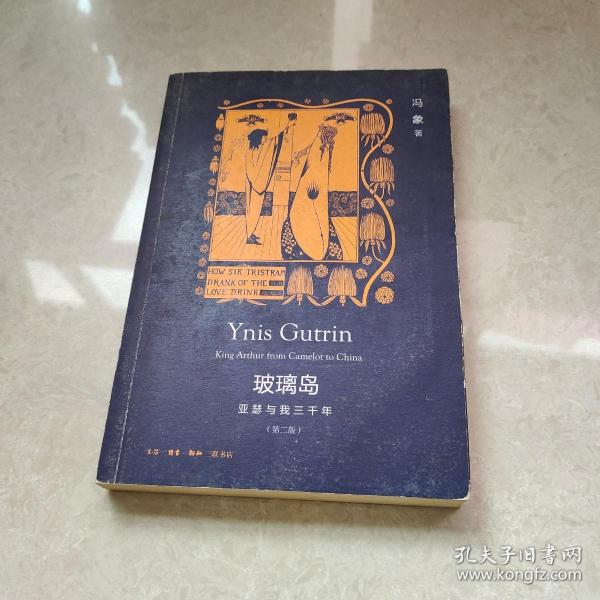 冯象 著
HOW SIR TRISTRAM
DRANK OF THE
LOVE DRINK
Ynis Gutrin
King Arthur from Camelot to China
玻璃岛
亚瑟与我三千年
(第二版)
生活·读书·新知 三联书店
孔夫子旧书网
www.kongfz.com